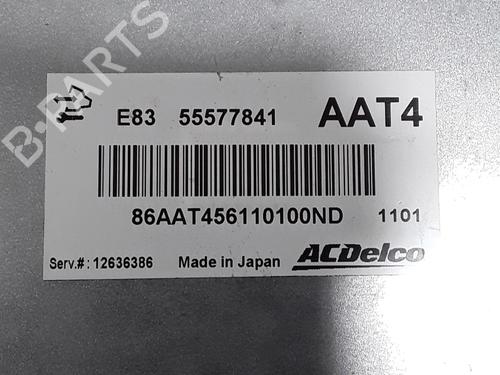 B-PARTS
E83 55577841 AAT4
86AAT456110100ND 1101
Serv.#: 12636386 Made in Japan ACDelco